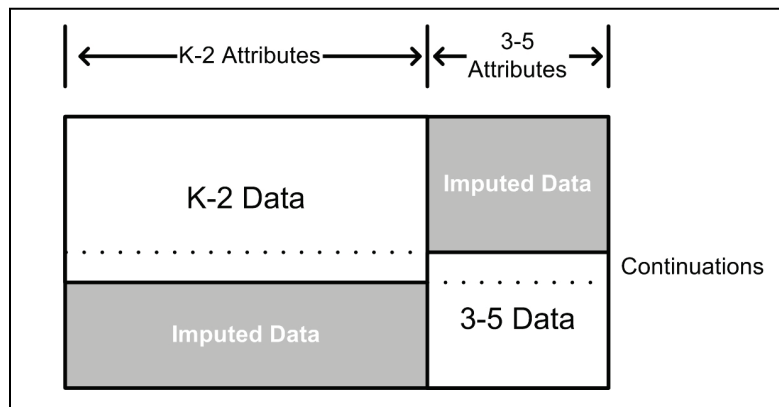 K-2 Attributes
3-5
Attributes
K-2 Data
Imputed Data
Continuations
Imputed Data
3-5 Data